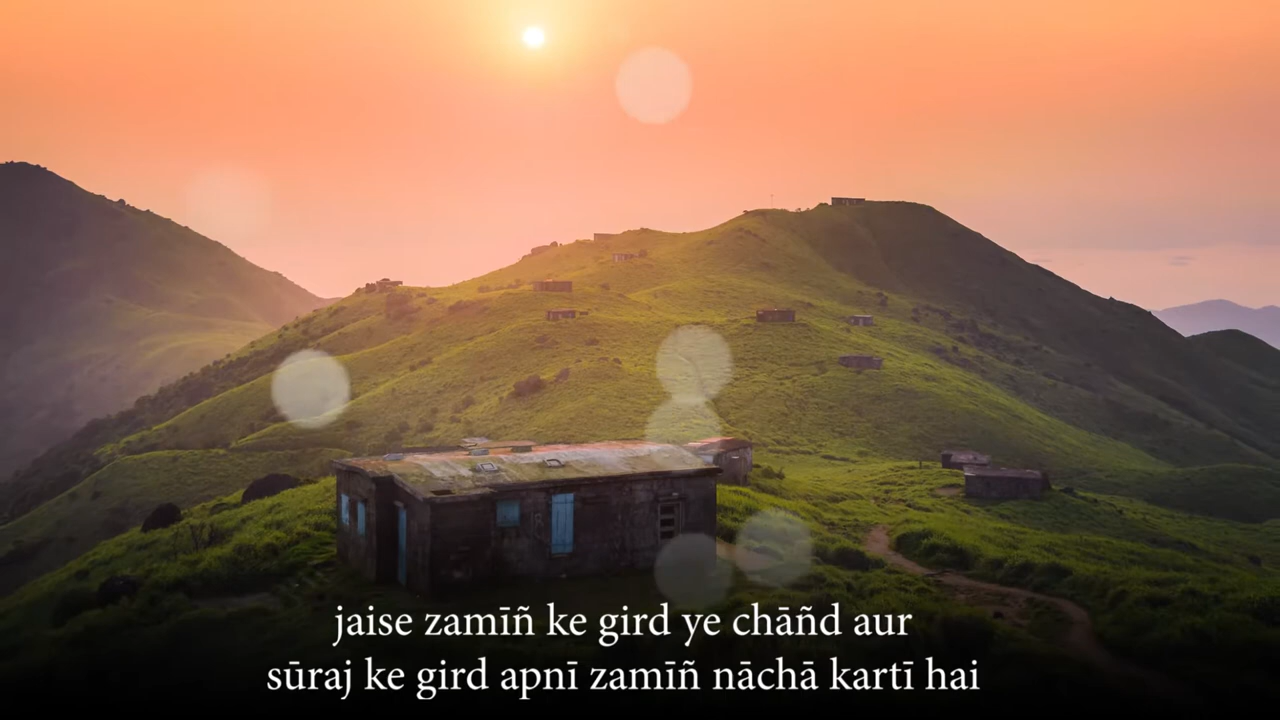 jaise zamīñ ke gird ye chāñd aur
sūraj ke gird apnī zamīñ nāchā kartī hai